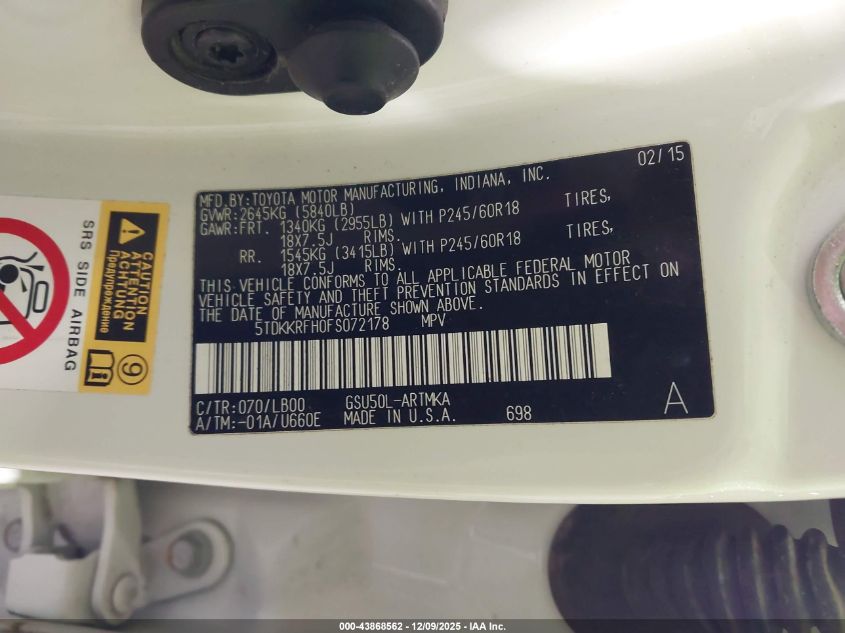 02/15
MFD.BY:TOYOTA MOTOR MANUFACTURING, INDIANA, INC.
GVWR:2645KG (5840LB)
GAWR:FRT. 1340KG (2955LB) WITH P245/60R18 TIRES,
18X7.5J RIMS.
RR. 1545KG (3415LB) WITH P245/60R18 TIRES,
18X7.5J RIMS.
THIS VEHICLE CONFORMS TO ALL APPLICABLE FEDERAL MOTOR
VEHICLE SAFETY AND THEFT PREVENTION STANDARDS IN EFFECT ON
THE DATE OF MANUFACTURE SHOWN ABOVE.
5TDKKRFH0FS072178 MPV
C/TR:070/LB00 GSU50L-ARTMKA
A/TM:-01A/U660E MADE IN U.S.A. 698
A
SRS SIDE AIRBAG
CAUTION
ATTENTION
ACHTUNG
Предупреждение
9
000-43868562 - 12/09/2025 - IAA Inc.